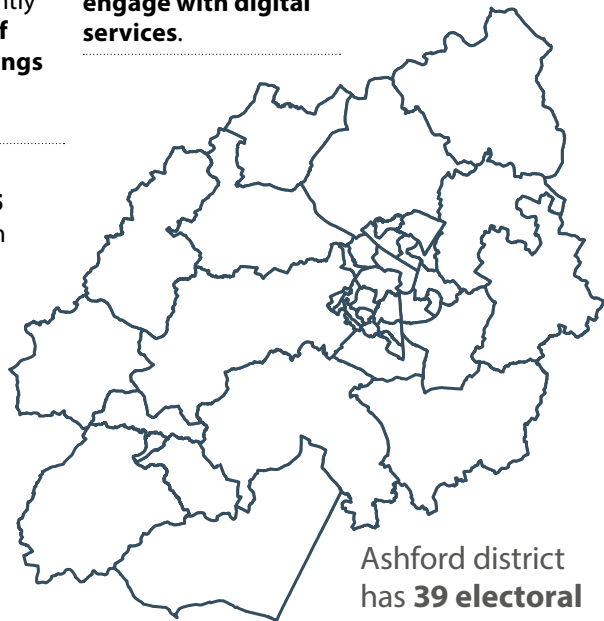 engage with digital
services.
Ashford district
has 39 electoral